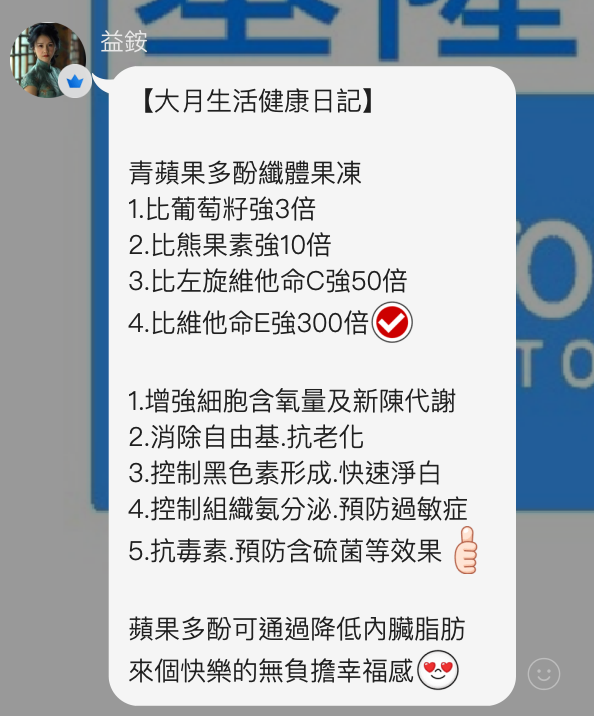 基隆
益銨
【大月生活健康日記】
青蘋果多酚纖體果凍
1.比葡萄籽強3倍
2.比熊果素強10倍
3.比左旋維他命C強50倍
4.比維他命E強300倍
1.增強細胞含氧量及新陳代謝
2.消除自由基.抗老化
3.控制黑色素形成.快速淨白
4.控制組織氨分泌.預防過敏症
5.抗毒素.預防含硫菌等效果
蘋果多酚可通過降低內臟脂肪
來個快樂的無負擔幸福感
TO